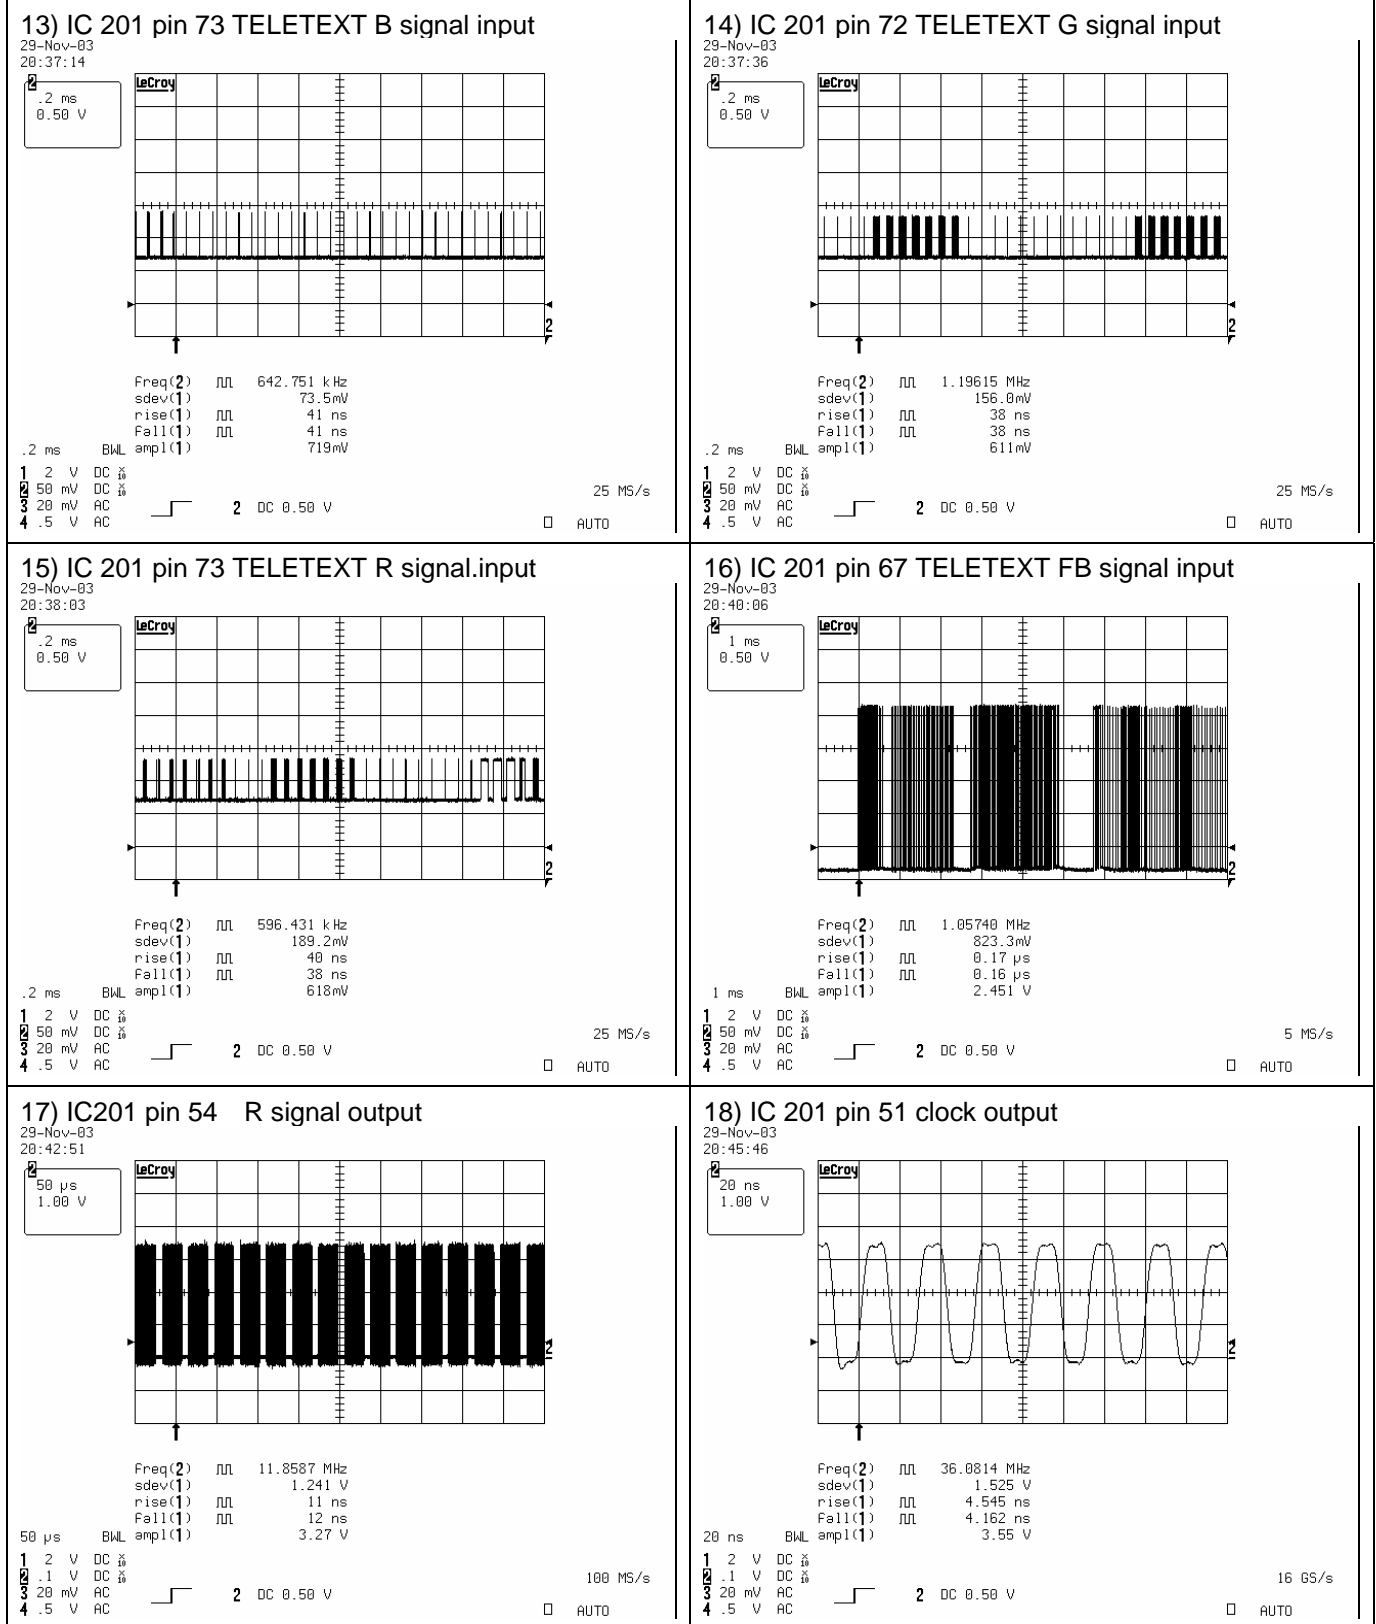 13) IC 201 pin 73 TELETEXT B signal input
29-Nov-03
20:37:14
2
.2 ms
0.50 V
LeCroy
2
Freq(2) 642.751 kHz
sdev(1) 73.5mV
rise(1) 41 ns
fall(1) 41 ns
.2 ms BWL ampl(1) 719mV
1 2 V DC x10
2 50 mV DC x10
3 20 mV AC
4 .5 V AC
2 DC 0.50 V
25 MS/s
AUTO
14) IC 201 pin 72 TELETEXT G signal input
29-Nov-03
20:37:36
2
.2 ms
0.50 V
LeCroy
2
Freq(2) 1.19615 MHz
sdev(1) 156.0mV
rise(1) 38 ns
fall(1) 38 ns
.2 ms BWL ampl(1) 611mV
1 2 V DC x10
2 50 mV DC x10
3 20 mV AC
4 .5 V AC
2 DC 0.50 V
25 MS/s
AUTO
15) IC 201 pin 73 TELETEXT R signal.input
29-Nov-03
20:38:03
2
.2 ms
0.50 V
LeCroy
2
Freq(2) 596.431 kHz
sdev(1) 189.2mV
rise(1) 40 ns
fall(1) 38 ns
.2 ms BWL ampl(1) 618mV
1 2 V DC x10
2 50 mV DC x10
3 20 mV AC
4 .5 V AC
2 DC 0.50 V
25 MS/s
AUTO
16) IC 201 pin 67 TELETEXT FB signal input
29-Nov-03
20:40:06
2
1 ms
0.50 V
LeCroy
2
Freq(2) 1.05740 MHz
sdev(1) 823.3mV
rise(1) 0.17 µs
fall(1) 0.16 µs
1 ms BWL ampl(1) 2.451 V
1 2 V DC x10
2 50 mV DC x10
3 20 mV AC
4 .5 V AC
2 DC 0.50 V
5 MS/s
AUTO
17) IC201 pin 54 R signal output
29-Nov-03
20:42:51
2
50 µs
1.00 V
LeCroy
2
Freq(2) 11.8587 MHz
sdev(1) 1.241 V
rise(1) 11 ns
fall(1) 12 ns
50 µs BWL ampl(1) 3.27 V
1 2 V DC x10
2 .1 V DC x10
3 20 mV AC
4 .5 V AC
2 DC 0.50 V
100 MS/s
AUTO
18) IC 201 pin 51 clock output
29-Nov-03
20:45:46
2
20 ns
1.00 V
LeCroy
2
Freq(2) 36.0814 MHz
sdev(1) 1.525 V
rise(1) 4.545 ns
fall(1) 4.162 ns
20 ns BWL ampl(1) 3.55 V
1 2 V DC x10
2 .1 V DC x10
3 20 mV AC
4 .5 V AC
2 DC 0.50 V
16 GS/s
AUTO